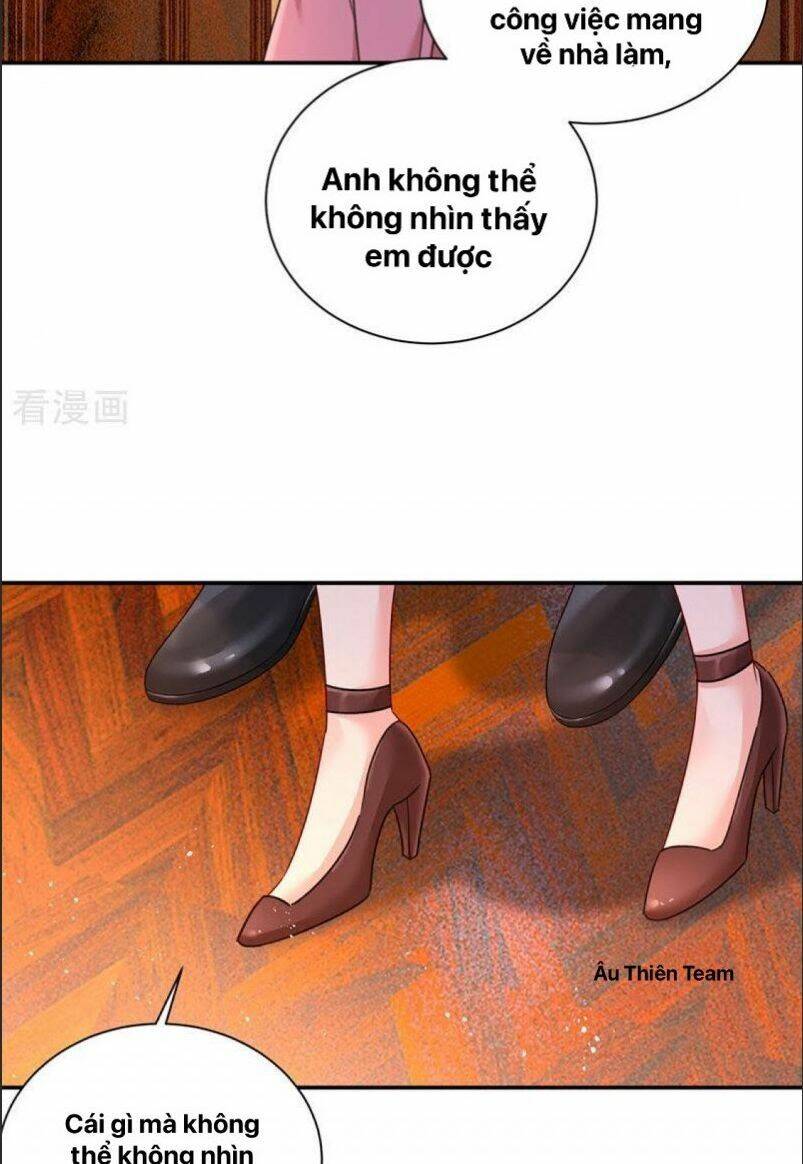 công việc mang
về nhà làm,
Anh không thể
không nhìn thấy
em được
看漫画
Âu Thiên Team
Cái gì mà không
thể không nhìn